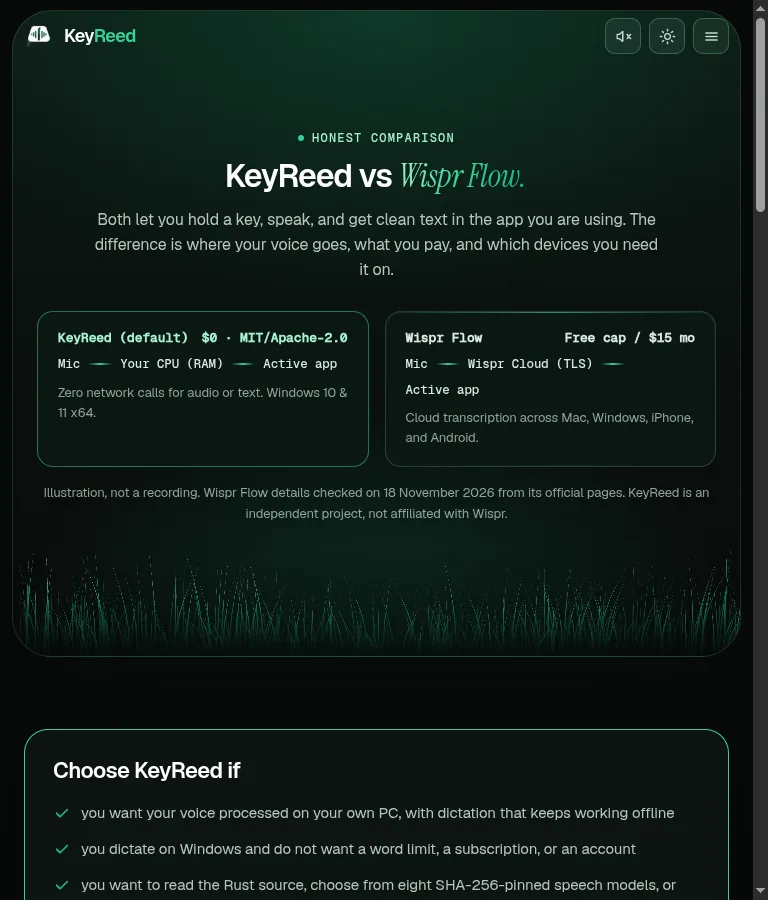 KeyReed
HONEST COMPARISON
KeyReed vs Wispr Flow.
Both let you hold a key, speak, and get clean text in the app you are using. The
difference is where your voice goes, what you pay, and which devices you need
it on.
KeyReed (default) $0 · MIT/Apache-2.0
Mic Your CPU (RAM) Active app
Zero network calls for audio or text. Windows 10 &
11 x64.
Wispr Flow Free cap / $15 mo
Mic Wispr Cloud (TLS)
Active app
Cloud transcription across Mac, Windows, iPhone,
and Android.
Illustration, not a recording. Wispr Flow details checked on 18 November 2026 from its official pages. KeyReed is an
independent project, not affiliated with Wispr.
Choose KeyReed if
you want your voice processed on your own PC, with dictation that keeps working offline
you dictate on Windows and do not want a word limit, a subscription, or an account
you want to read the Rust source, choose from eight SHA-256-pinned speech models, or